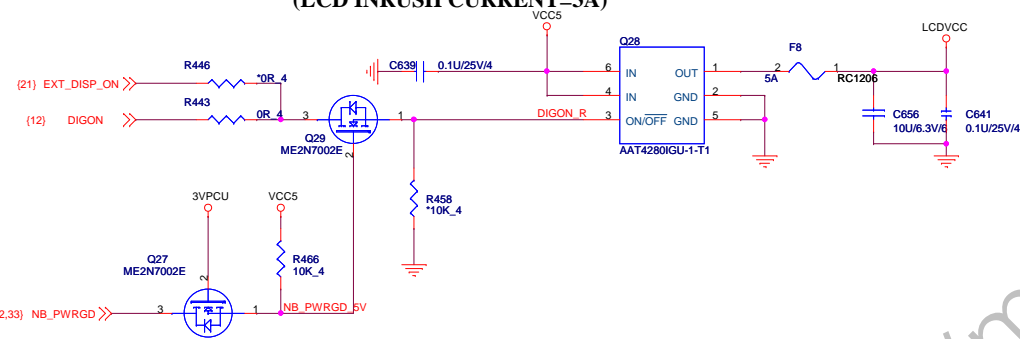 (LCD INRUSH CURRENT=3A)
VCC5
LCDVCC
Q28
F8
R446
C639
0.1U/25V/4
{21} EXT_DISP_ON
*0R_4
6 IN OUT 1
2 1
5A
RC1206
R443
4 IN GND 2
{12} DIGON
0R_4
3
1
DIGON_R
3 ON/OFF GND 5
C656
10U/6.3V/6
C641
0.1U/25V/4
Q29
ME2N7002E
2
AAT4280IGU-1-T1
3VPCU
VCC5
R458
*10K_4
Q27
ME2N7002E
2
R466
10K_4
2,33} NB_PWRGD
3
1
NB_PWRGD_5V